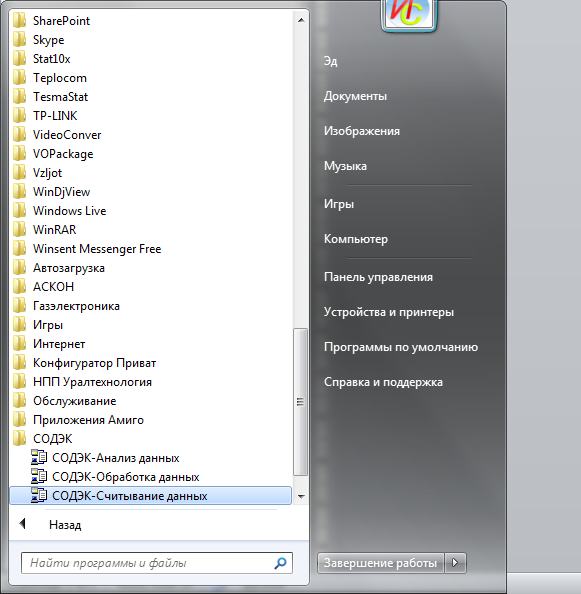 SharePoint
Skype
Stat10x
Teplocom
TesmaStat
TP-LINK
VideoConver
VOPackage
Vzljot
WinDjView
Windows Live
WinRAR
Winsent Messenger Free
Автозагрузка
АСКОН
Газэлектроника
Игры
Интернет
Конфигуратор Приват
НПП Уралтехнология
Обслуживание
Приложения Амиго
СОДЭК
СОДЭК-Анализ данных
СОДЭК-Обработка данных
СОДЭК-Считывание данных
Назад
Найти программы и файлы
ИС
Эд
Документы
Изображения
Музыка
Игры
Компьютер
Панель управления
Устройства и принтеры
Программы по умолчанию
Справка и поддержка
Завершение работы